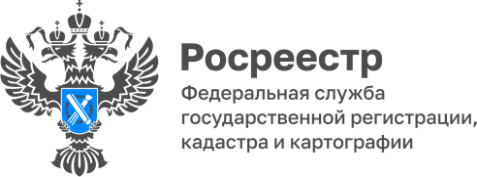 Росреестр
Федеральная служба
государственной регистрации,
кадастра и картографии